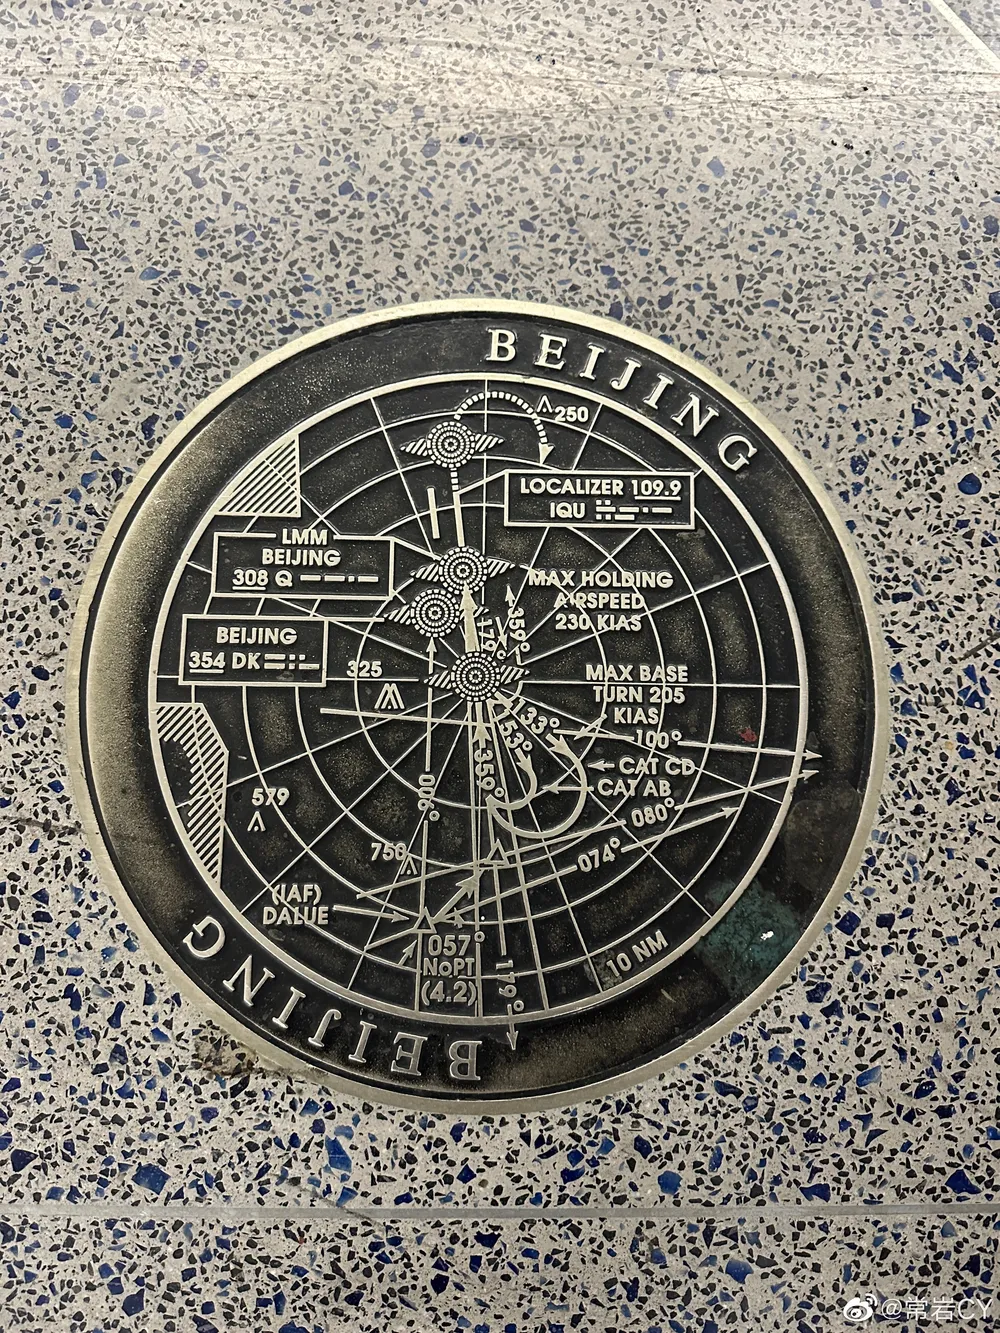 BEIJING
250
LOCALIZER 109.9
IQU
LMM
BEIJING
308 Q
MAX HOLDING
AIRSPEED
230 KIAS
BEIJING
354 DK
359°
179°
325
MAX BASE
TURN 205
KIAS
133°
153°
100°
CAT CD
CAT AB
359°
006°
579
080°
750
074°
(IAF)
DALUE
057°
NoPT
(4.2)
10 NM
179°
BEIJING
@常岩CY